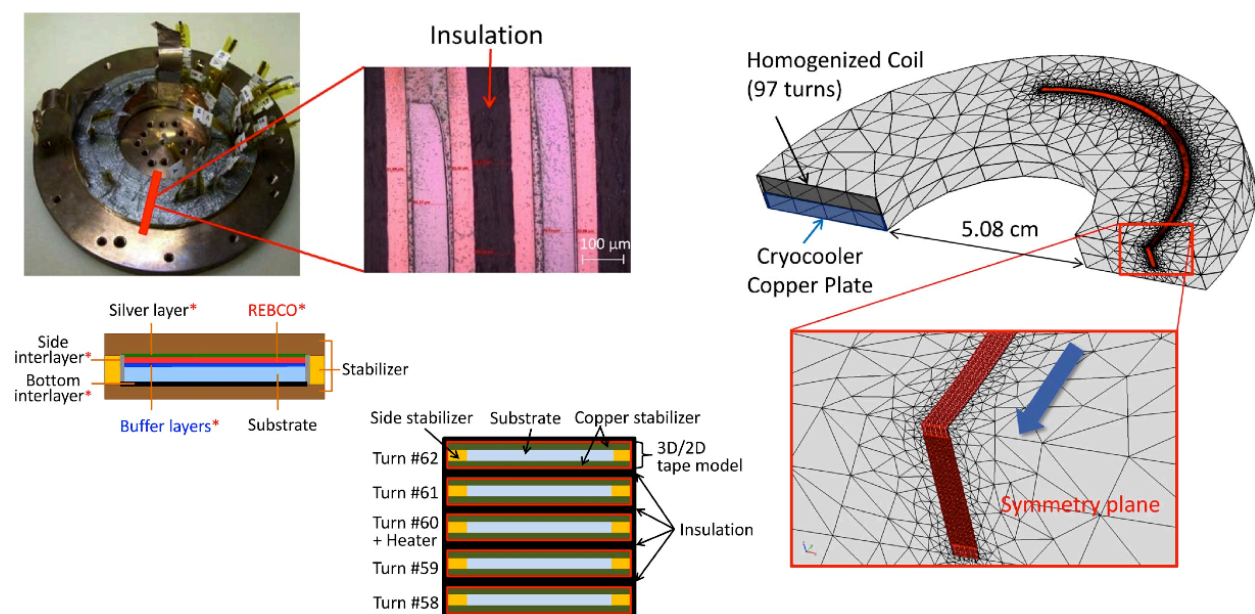 Insulation
100 μm
Homogenized Coil
(97 turns)
5.08 cm
Cryocooler
Copper Plate
Silver layer*
REBCO*
Side
interlayer*
Stabilizer
Bottom
interlayer*
Buffer layers*
Substrate
Side stabilizer
Substrate
Copper stabilizer
Turn #62
3D/2D
tape model
Turn #61
Turn #60
+ Heater
Insulation
Turn #59
Turn #58
Symmetry plane